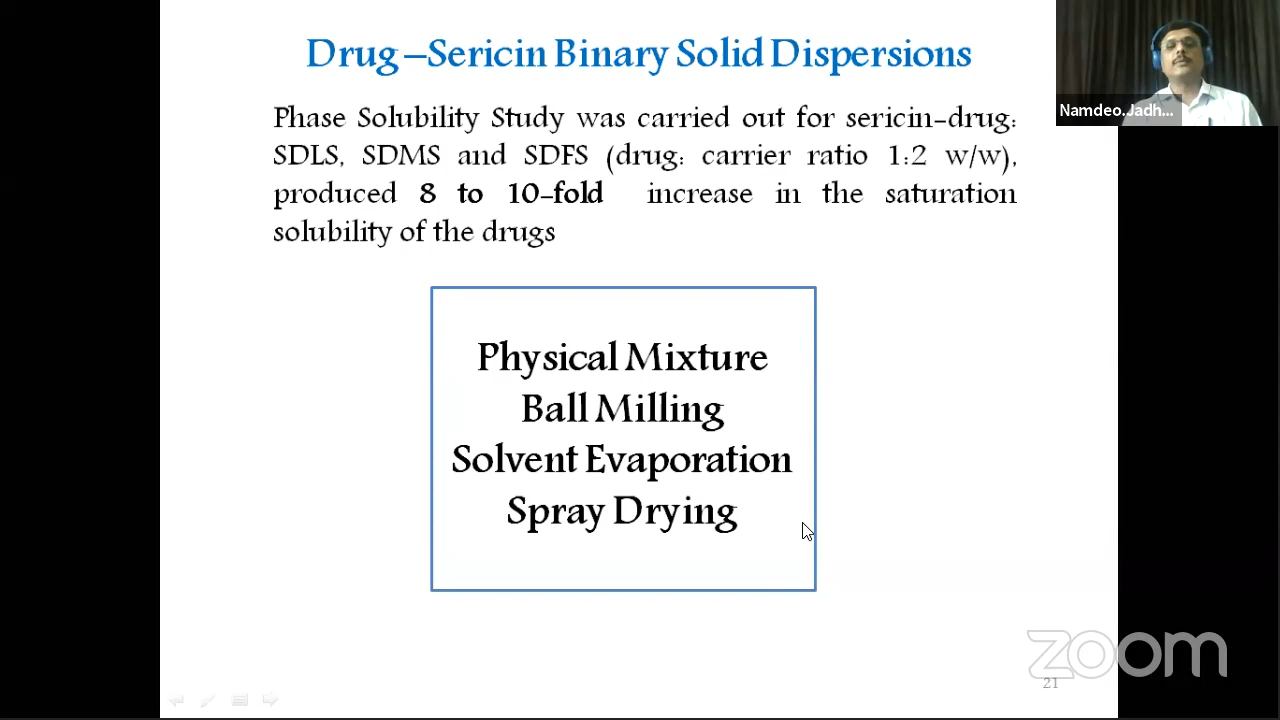 Drug –Sericin Binary Solid Dispersions
Phase Solubility Study was carried out for sericin-drug:
SDLS, SDMS and SDFS (drug: carrier ratio 1:2 w/w),
produced 8 to 10-fold increase in the saturation
solubility of the drugs
Physical Mixture
Ball Milling
Solvent Evaporation
Spray Drying
Namdeo.Jadh...
zoom
21